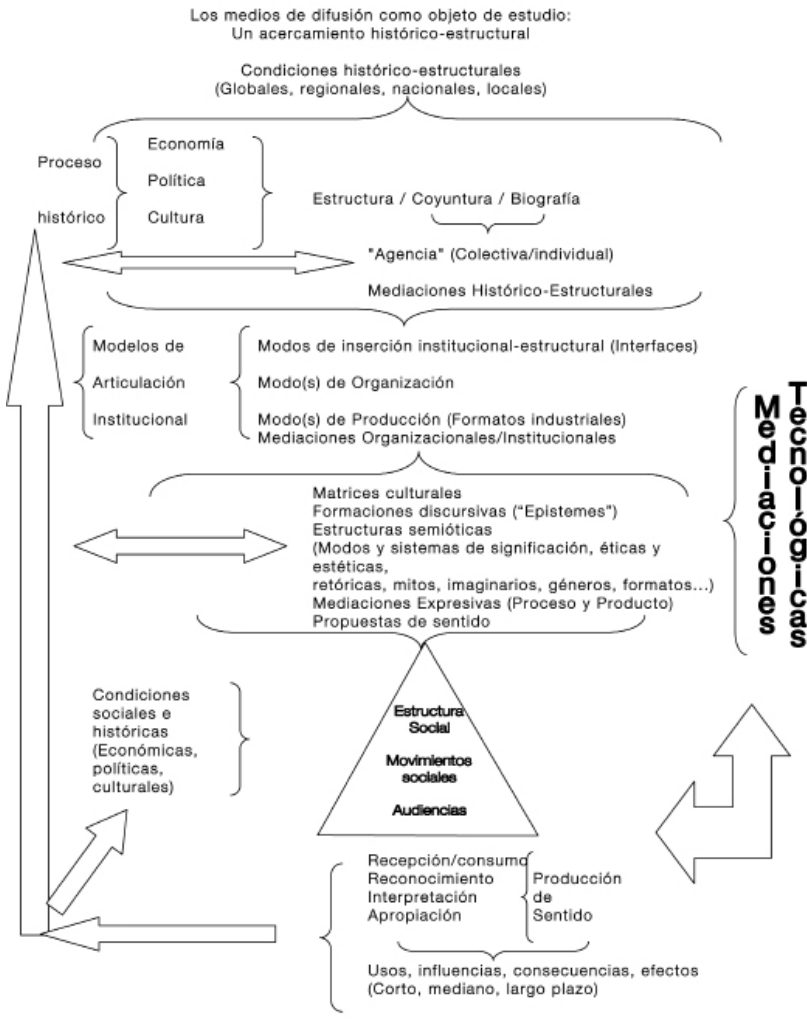 Los medios de difusión como objeto de estudio:
Un acercamiento histórico-estructural
Condiciones histórico-estructurales
(Globales, regionales, nacionales, locales)
Proceso
histórico
Economía
Política
Cultura
Estructura / Coyuntura / Biografía
"Agencia" (Colectiva/individual)
Mediaciones Histórico-Estructurales
Modelos de
Articulación
Institucional
Modos de inserción institucional-estructural (Interfaces)
Modo(s) de Organización
Modo(s) de Producción (Formatos industriales)
Mediaciones Organizacionales/Institucionales
Mediaciones
Tecnológicas
Matrices culturales
Formaciones discursivas (“Epistemes”)
Estructuras semióticas
(Modos y sistemas de significación, éticas y
estéticas,
retóricas, mitos, imaginarios, géneros, formatos...)
Mediaciones Expresivas (Proceso y Producto)
Propuestas de sentido
Condiciones
sociales e
históricas
(Económicas,
políticas,
culturales)
Estructura
Social
Movimientos
sociales
Audiencias
Recepción/consumo
Reconocimiento
Interpretación
Apropiación
Producción
de
Sentido
Usos, influencias, consecuencias, efectos
(Corto, mediano, largo plazo)